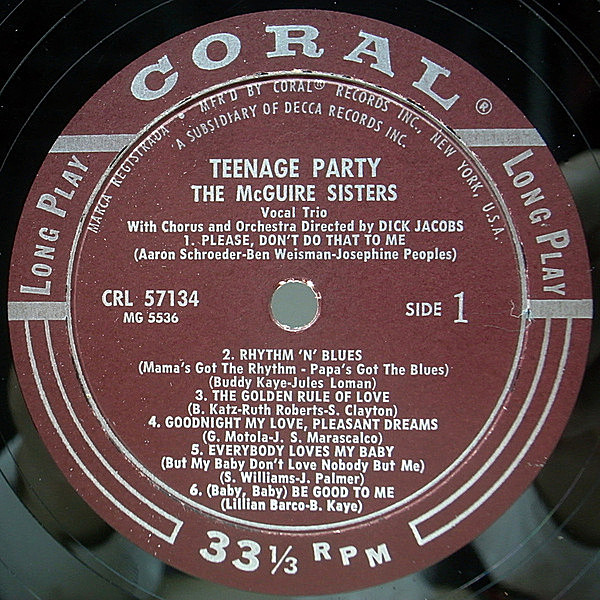 CORAL®
MARCA REGISTRADA • MFR'D BY CORAL® RECORDS INC., NEW YORK, U.S.A.
A SUBSIDIARY OF DECCA RECORDS INC.
LONG PLAY
LONG PLAY
TEENAGE PARTY
THE McGUIRE SISTERS
Vocal Trio
With Chorus and Orchestra Directed by DICK JACOBS
1. PLEASE, DON'T DO THAT TO ME
(Aaron Schroeder-Ben Weisman-Josephine Peoples)
CRL 57134
MG 5536
SIDE 1
2. RHYTHM 'N' BLUES
(Mama's Got The Rhythm - Papa's Got The Blues)
(Buddy Kaye-Jules Loman)
3. THE GOLDEN RULE OF LOVE
(B. Katz-Ruth Roberts-S. Clayton)
4. GOODNIGHT MY LOVE, PLEASANT DREAMS
(G. Motola-J. S. Marascalco)
5. EVERYBODY LOVES MY BABY
(But My Baby Don't Love Nobody But Me)
(S. Williams-J. Palmer)
6. (Baby, Baby) BE GOOD TO ME
(Lillian Barco-B. Kaye)
33 1/3 RPM